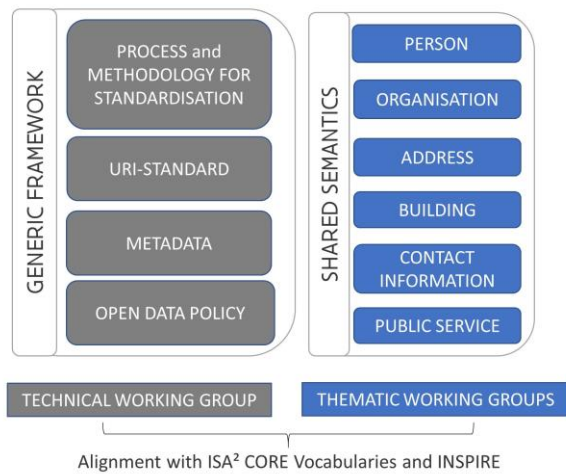 GENERIC FRAMEWORK
PROCESS and
METHODOLOGY FOR
STANDARDISATION
URI-STANDARD
METADATA
OPEN DATA POLICY
SHARED SEMANTICS
PERSON
ORGANISATION
ADDRESS
BUILDING
CONTACT
INFORMATION
PUBLIC SERVICE
TECHNICAL WORKING GROUP
THEMATIC WORKING GROUPS
Alignment with ISA² CORE Vocabularies and INSPIRE